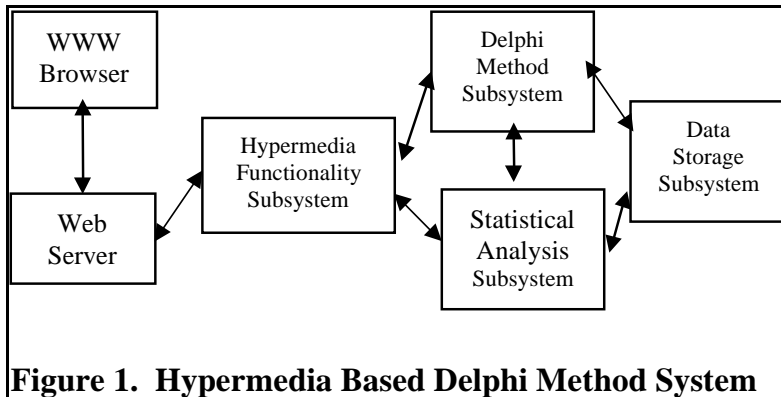 WWW
Browser
Web
Server
Hypermedia
Functionality
Subsystem
Delphi
Method
Subsystem
Statistical
Analysis
Subsystem
Data
Storage
Subsystem
Figure 1.  Hypermedia Based Delphi Method System